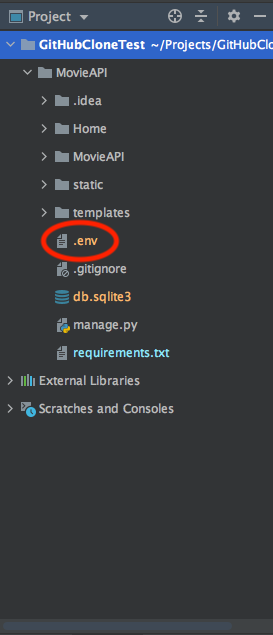 Project
GitHubCloneTest ~/Projects/GitHubClo
MovieAPI
.idea
Home
MovieAPI
static
templates
.env
.gitignore
db.sqlite3
manage.py
requirements.txt
External Libraries
Scratches and Consoles